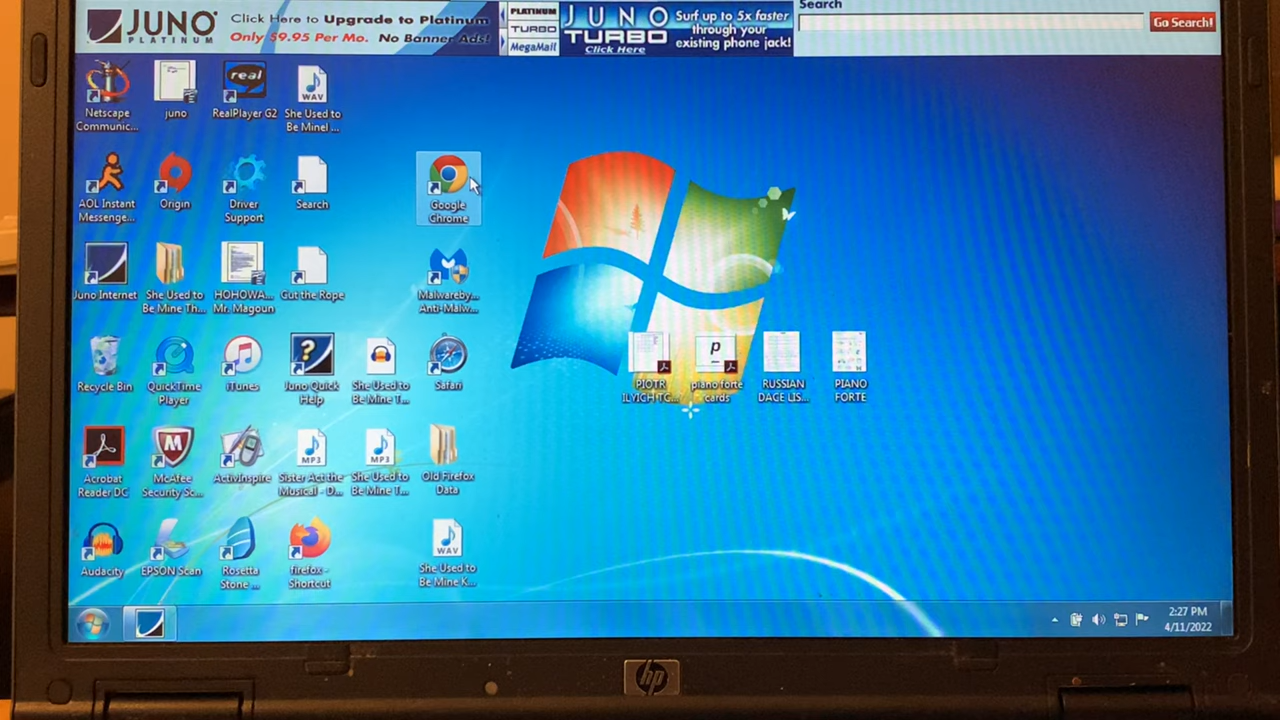 JUNO
PLATINUM
Click Here to Upgrade to Platinum
Only $9.95 Per Mo. No Banner Ads!
PLATINUM
TURBO
MegaMail
JUNO
TURBO
Click Here
Surf up to 5x faster
through your
existing phone jack!
Search
Go Search!
Netscape
Communic...
juno
real
RealPlayer G2
WAV
She Used to
Be Mine! ...
AOL Instant
Messenge...
Origin
Driver
Support
Search
Google
Chrome
Juno Internet
She Used to
Be Mine Th...
HOHOWA...
Mr. Magoun
Cut the Rope
Malwareby...
Anti-Malw...
Recycle Bin
QuickTime
Player
iTunes
?
Juno Quick
Help
She Used to
Be Mine T...
Safari
PIOTR
ILYICH TC...
p
piano forte
cards
RUSSIAN
DACE LIS...
PIANO
FORTE
Acrobat
Reader DC
McAfee
Security Sc...
ActivInspire
MP3
Sister Act the
Musical - D...
MP3
She Used to
Be Mine T...
Old Firefox
Data
Audacity
EPSON Scan
Rosetta
Stone ...
firefox -
Shortcut
WAV
She Used to
Be Mine K...
2:27 PM
4/11/2022
hp